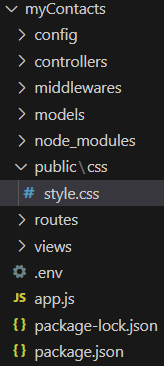 myContacts
config
controllers
middlewares
models
node_modules
public\css
# style.css
routes
views
.env
JS app.js
{} package-lock.json
{} package.json